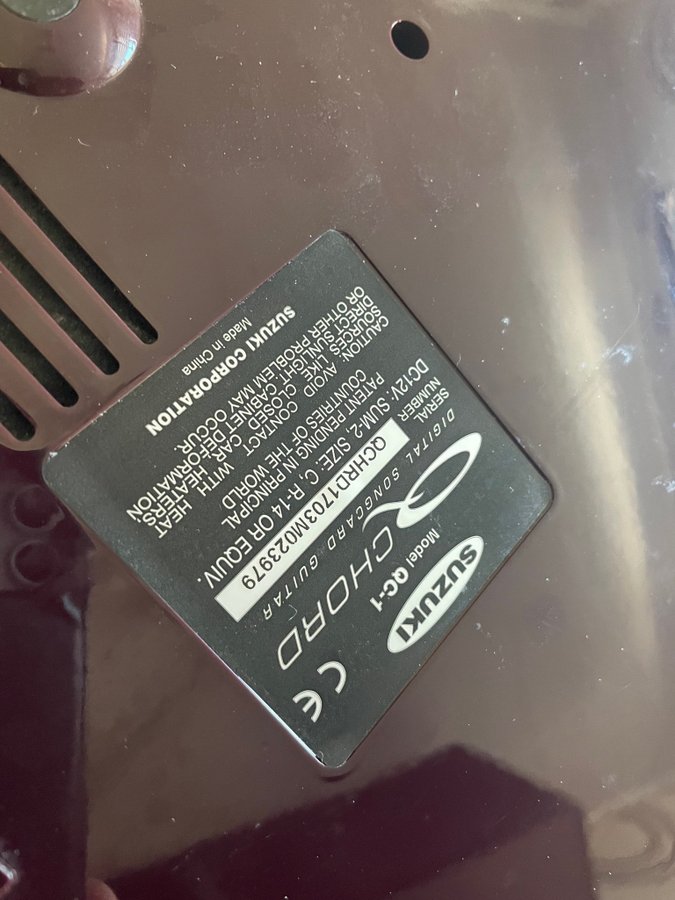 SUZUKI
Model QC-1
CE
Q CHORD
DIGITAL SONGCARD GUITAR
SERIAL
NUMBER
QCHRD1703M023979
DC12V- SUM-2, SIZE: C, R-14 OR EQUIV.
PATENT PENDING IN PRINCIPAL
COUNTRIES OF THE WORLD
CAUTION: AVOID CONTACT WITH HEAT
SOURCES LIKE CLOSED CAR, HEATERS,
DIRECT SUNLIGHT. CABINET DEFORMATION
OR OTHER PROBLEM MAY OCCUR.
SUZUKI CORPORATION
Made in China